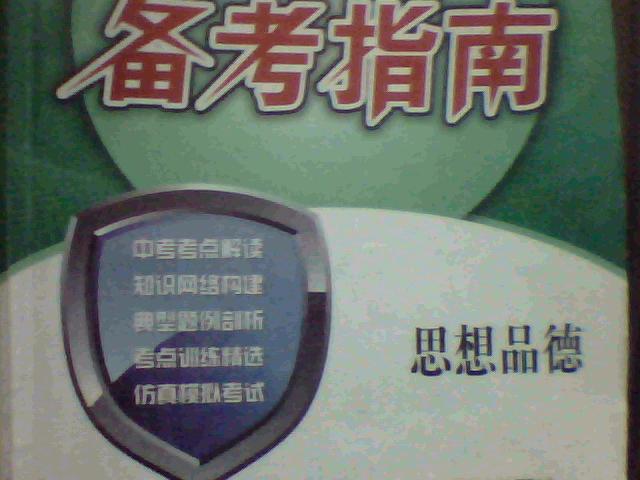 备考指南
中考考点解读
知识网络构建
典型题例剖析
考点训练精选
仿真模拟考试
思想品德